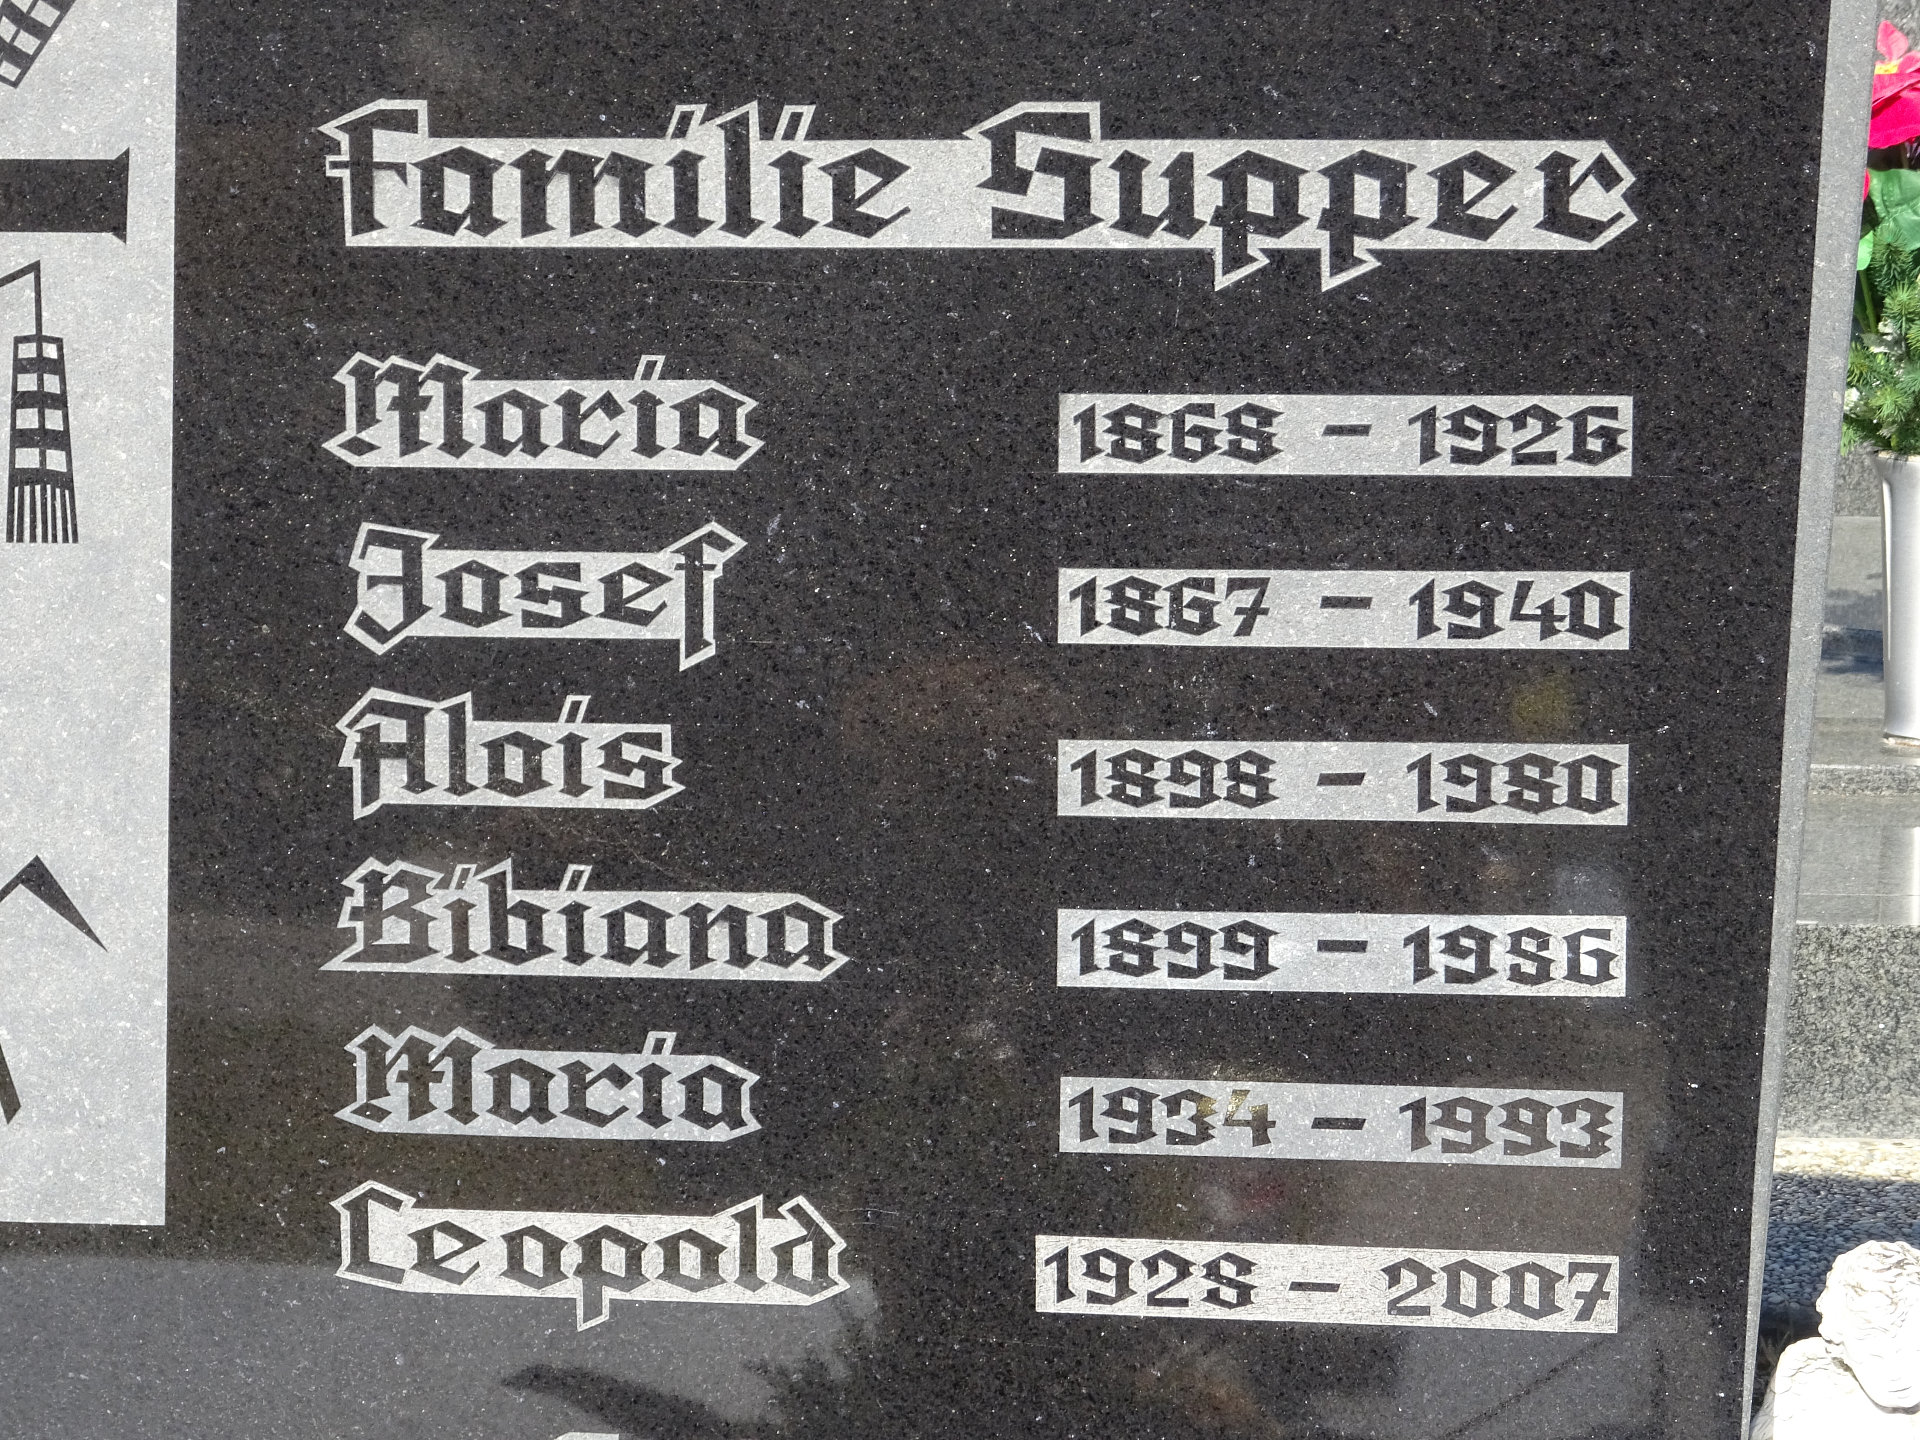 Familie Supper
Maria 1868 - 1926
Josef 1867 - 1940
Alois 1898 - 1980
Bibiana 1899 - 1986
Maria 1934 - 1993
Leopold 1928 - 2007